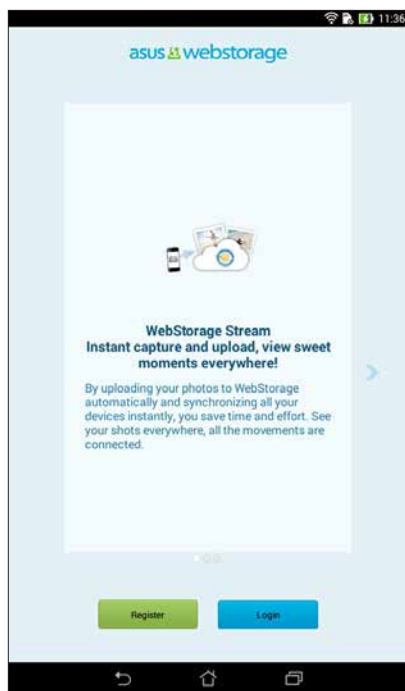 11:36
asus webstorage
WebStorage Stream
Instant capture and upload, view sweet
moments everywhere!
By uploading your photos to WebStorage
automatically and synchronizing all your
devices instantly, you save time and effort. See
your shots everywhere, all the movements are
connected.
Register
Login